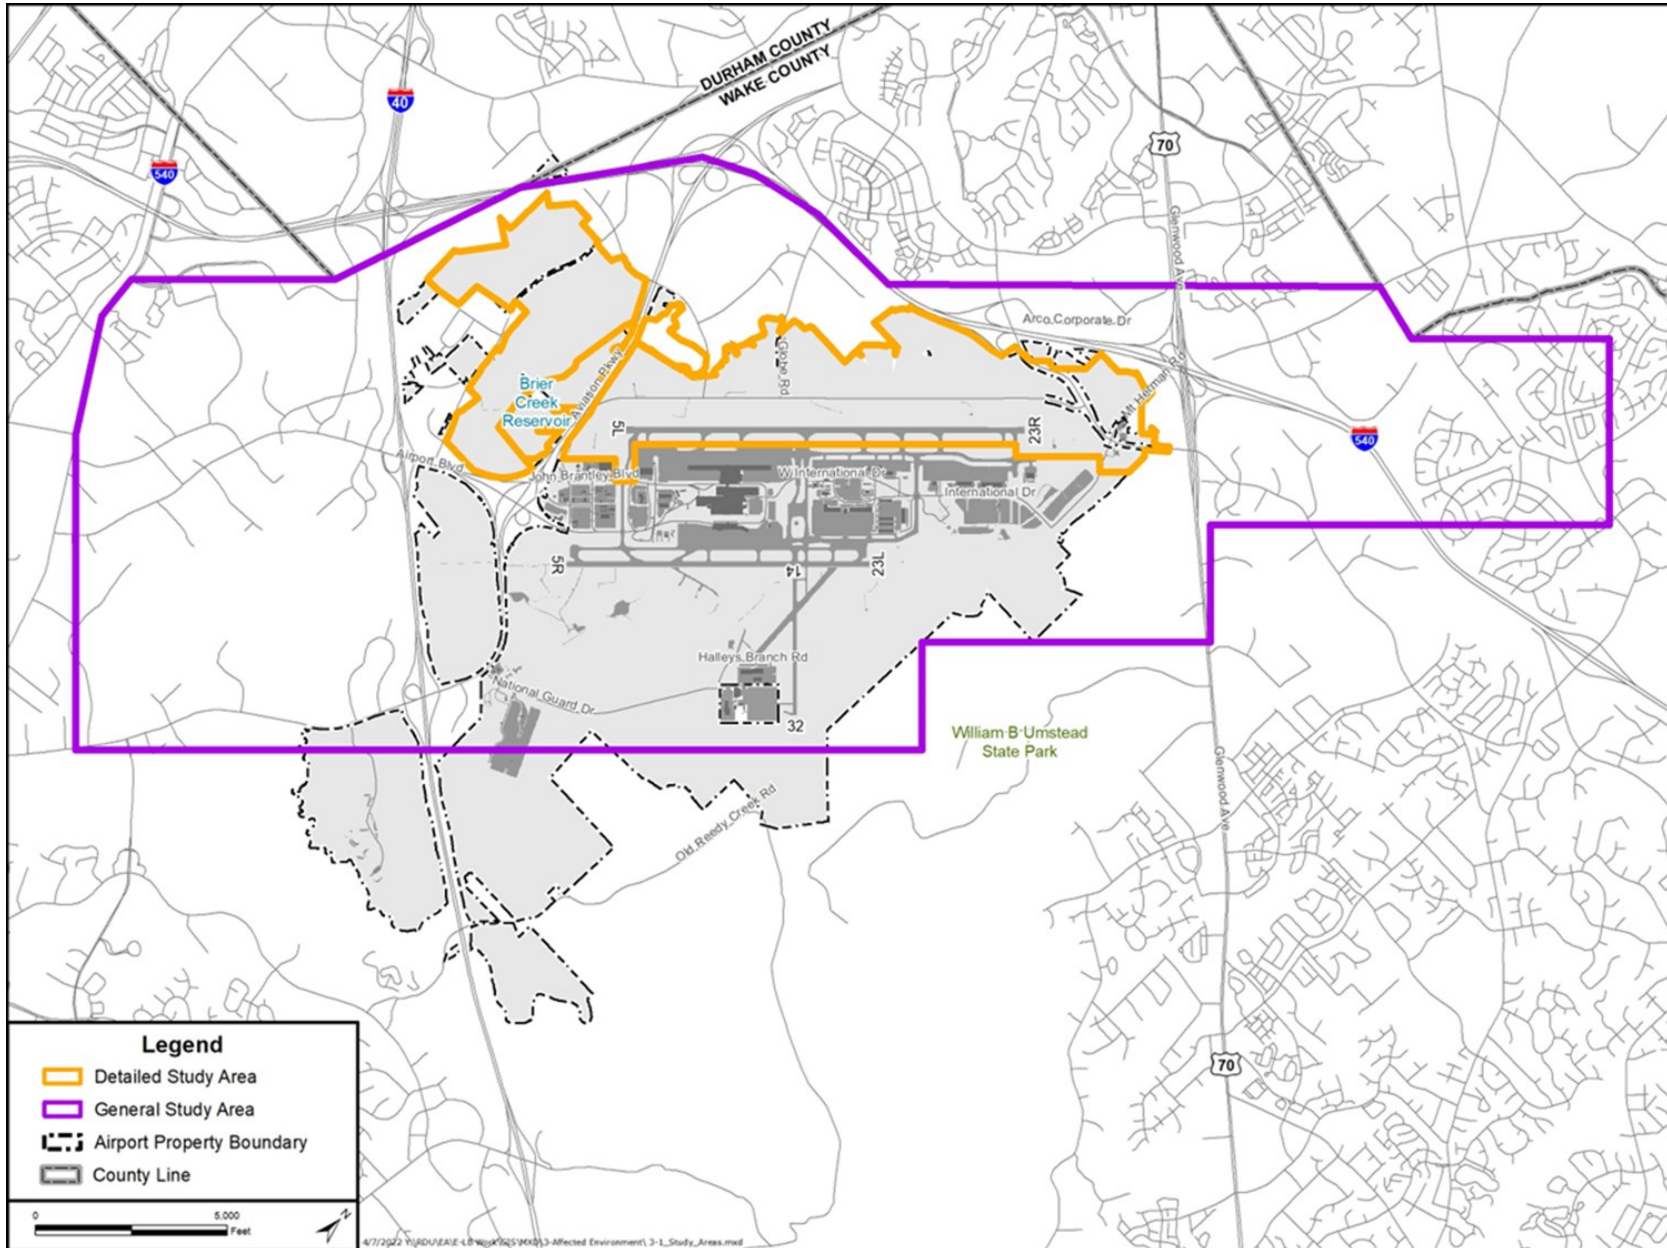 DURHAM COUNTY
WAKE COUNTY
40
70
540
Glenwood Ave
Arco Corporate Dr
Globe Rd
Mt Herman Rd
Aviation Pkwy
Brier
Creek
Reservoir
5L
23R
540
Airport Blvd
John Brantley Blvd
W International Dr
International Dr
5R
14
23L
Halleys Branch Rd
National Guard Dr
32
William B Umstead
State Park
Glenwood Ave
Old Reedy Creek Rd
70
Legend
Detailed Study Area
General Study Area
Airport Property Boundary
County Line
0 5,000
Feet
N